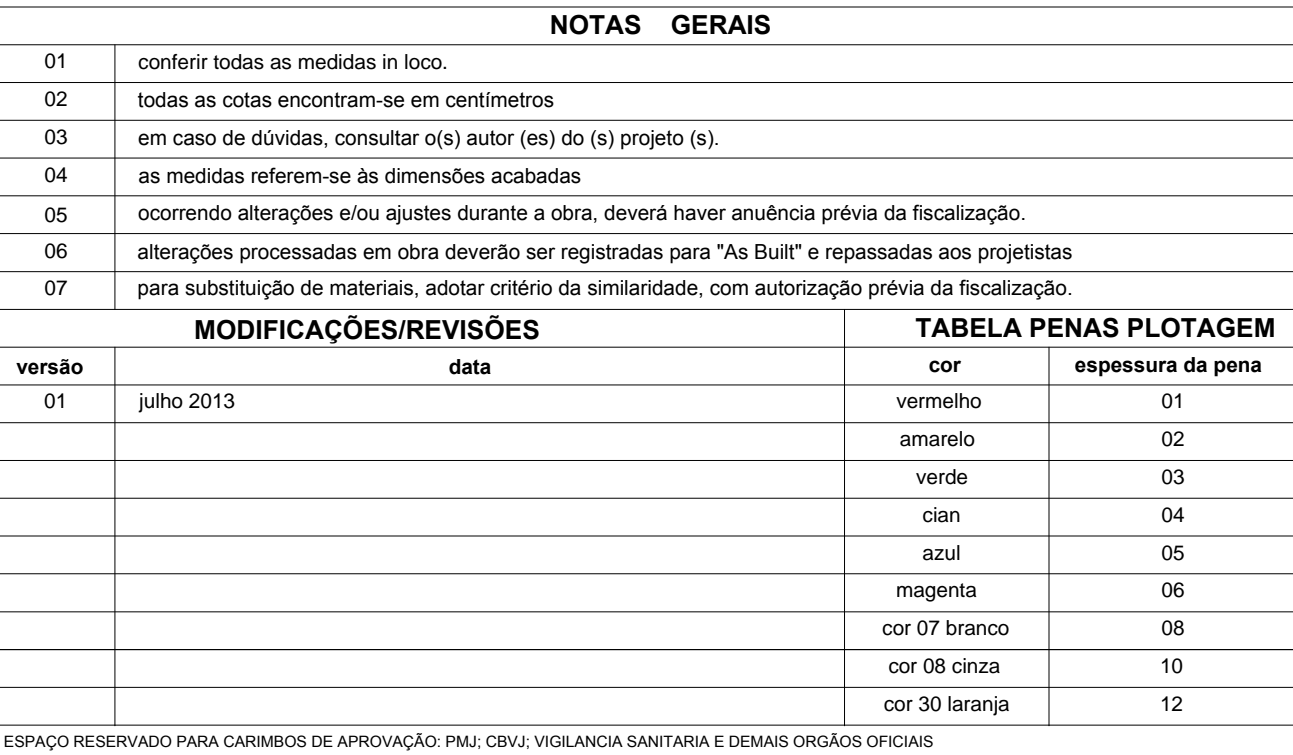 NOTAS GERAIS
01 conferir todas as medidas in loco.
02 todas as cotas encontram-se em centímetros
03 em caso de dúvidas, consultar o(s) autor (es) do (s) projeto (s).
04 as medidas referem-se às dimensões acabadas
05 ocorrendo alterações e/ou ajustes durante a obra, deverá haver anuência prévia da fiscalização.
06 alterações processadas em obra deverão ser registradas para "As Built" e repassadas aos projetistas
07 para substituição de materiais, adotar critério da similaridade, com autorização prévia da fiscalização.
MODIFICAÇÕES/REVISÕES TABELA PENAS PLOTAGEM
versão data cor espessura da pena
01 julho 2013 vermelho 01
amarelo 02
verde 03
cian 04
azul 05
magenta 06
cor 07 branco 08
cor 08 cinza 10
cor 30 laranja 12
ESPAÇO RESERVADO PARA CARIMBOS DE APROVAÇÃO: PMJ; CBVJ; VIGILANCIA SANITARIA E DEMAIS ORGÃOS OFICIAIS